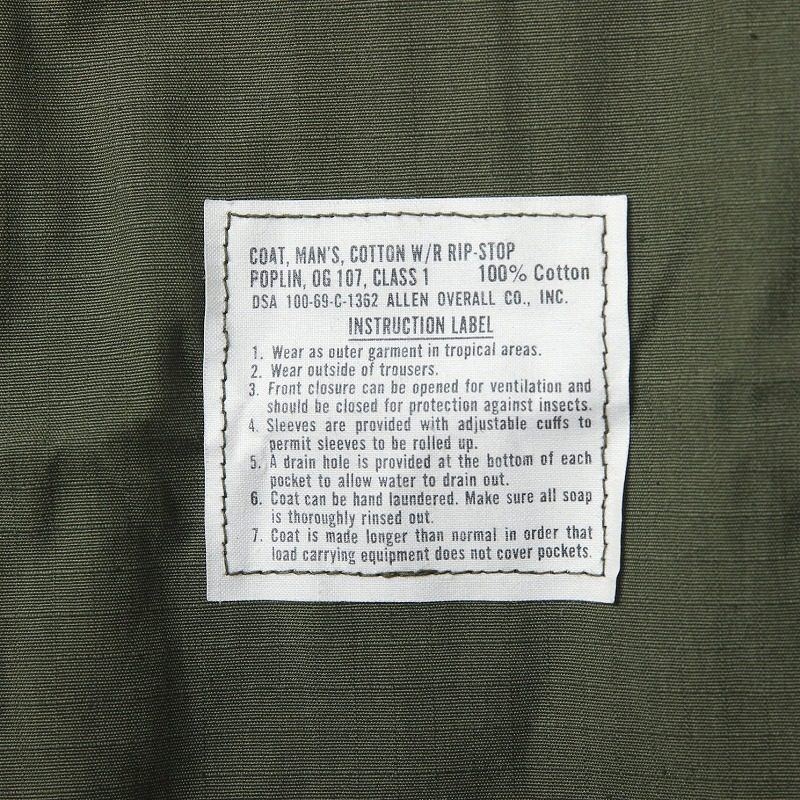 COAT, MAN'S, COTTON W/R RIP-STOP
POPLIN, OG 107, CLASS 1 100% Cotton
DSA 100-69-C-1362 ALLEN OVERALL CO., INC.
INSTRUCTION LABEL
1. Wear as outer garment in tropical areas.
2. Wear outside of trousers.
3. Front closure can be opened for ventilation and
should be closed for protection against insects.
4. Sleeves are provided with adjustable cuffs to
permit sleeves to be rolled up.
5. A drain hole is provided at the bottom of each
pocket to allow water to drain out.
6. Coat can be hand laundered. Make sure all soap
is thoroughly rinsed out.
7. Coat is made longer than normal in order that
load carrying equipment does not cover pockets.